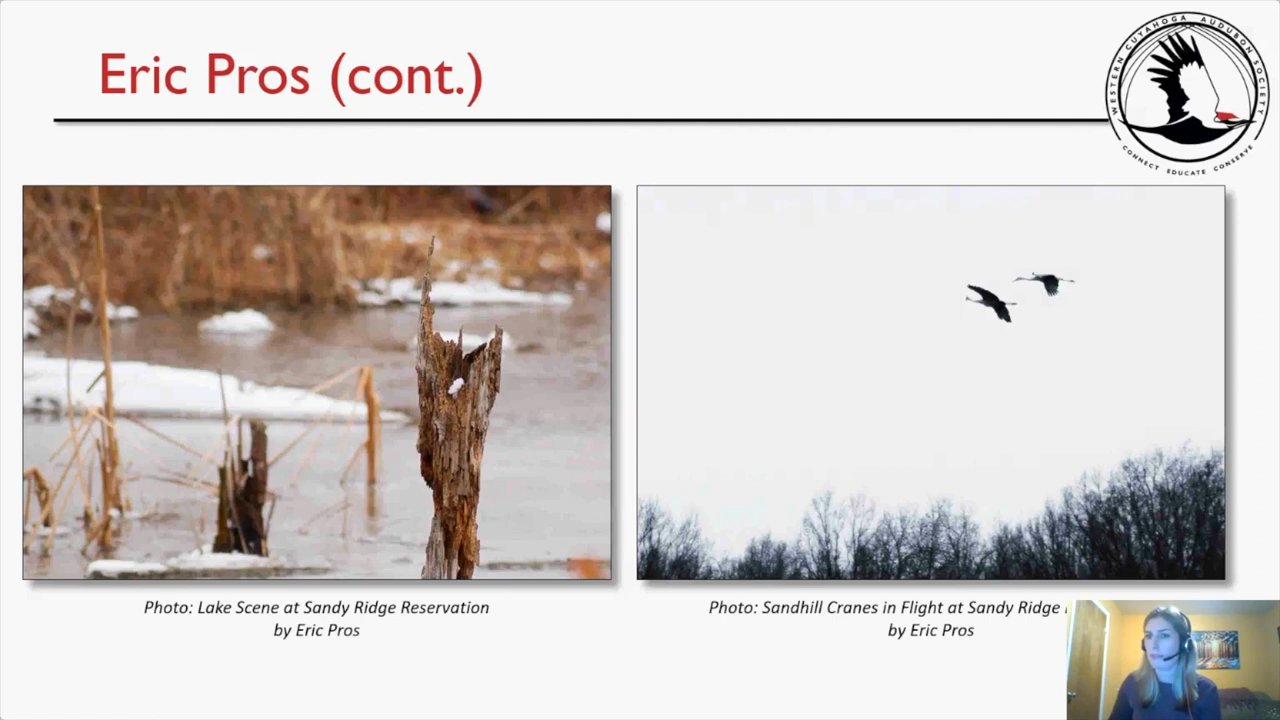 Eric Pros (cont.)
WESTERN CUYAHOGA AUDUBON SOCIETY
CONNECT EDUCATE CONSERVE
Photo: Lake Scene at Sandy Ridge Reservation
by Eric Pros
Photo: Sandhill Cranes in Flight at Sandy Ridge
by Eric Pros